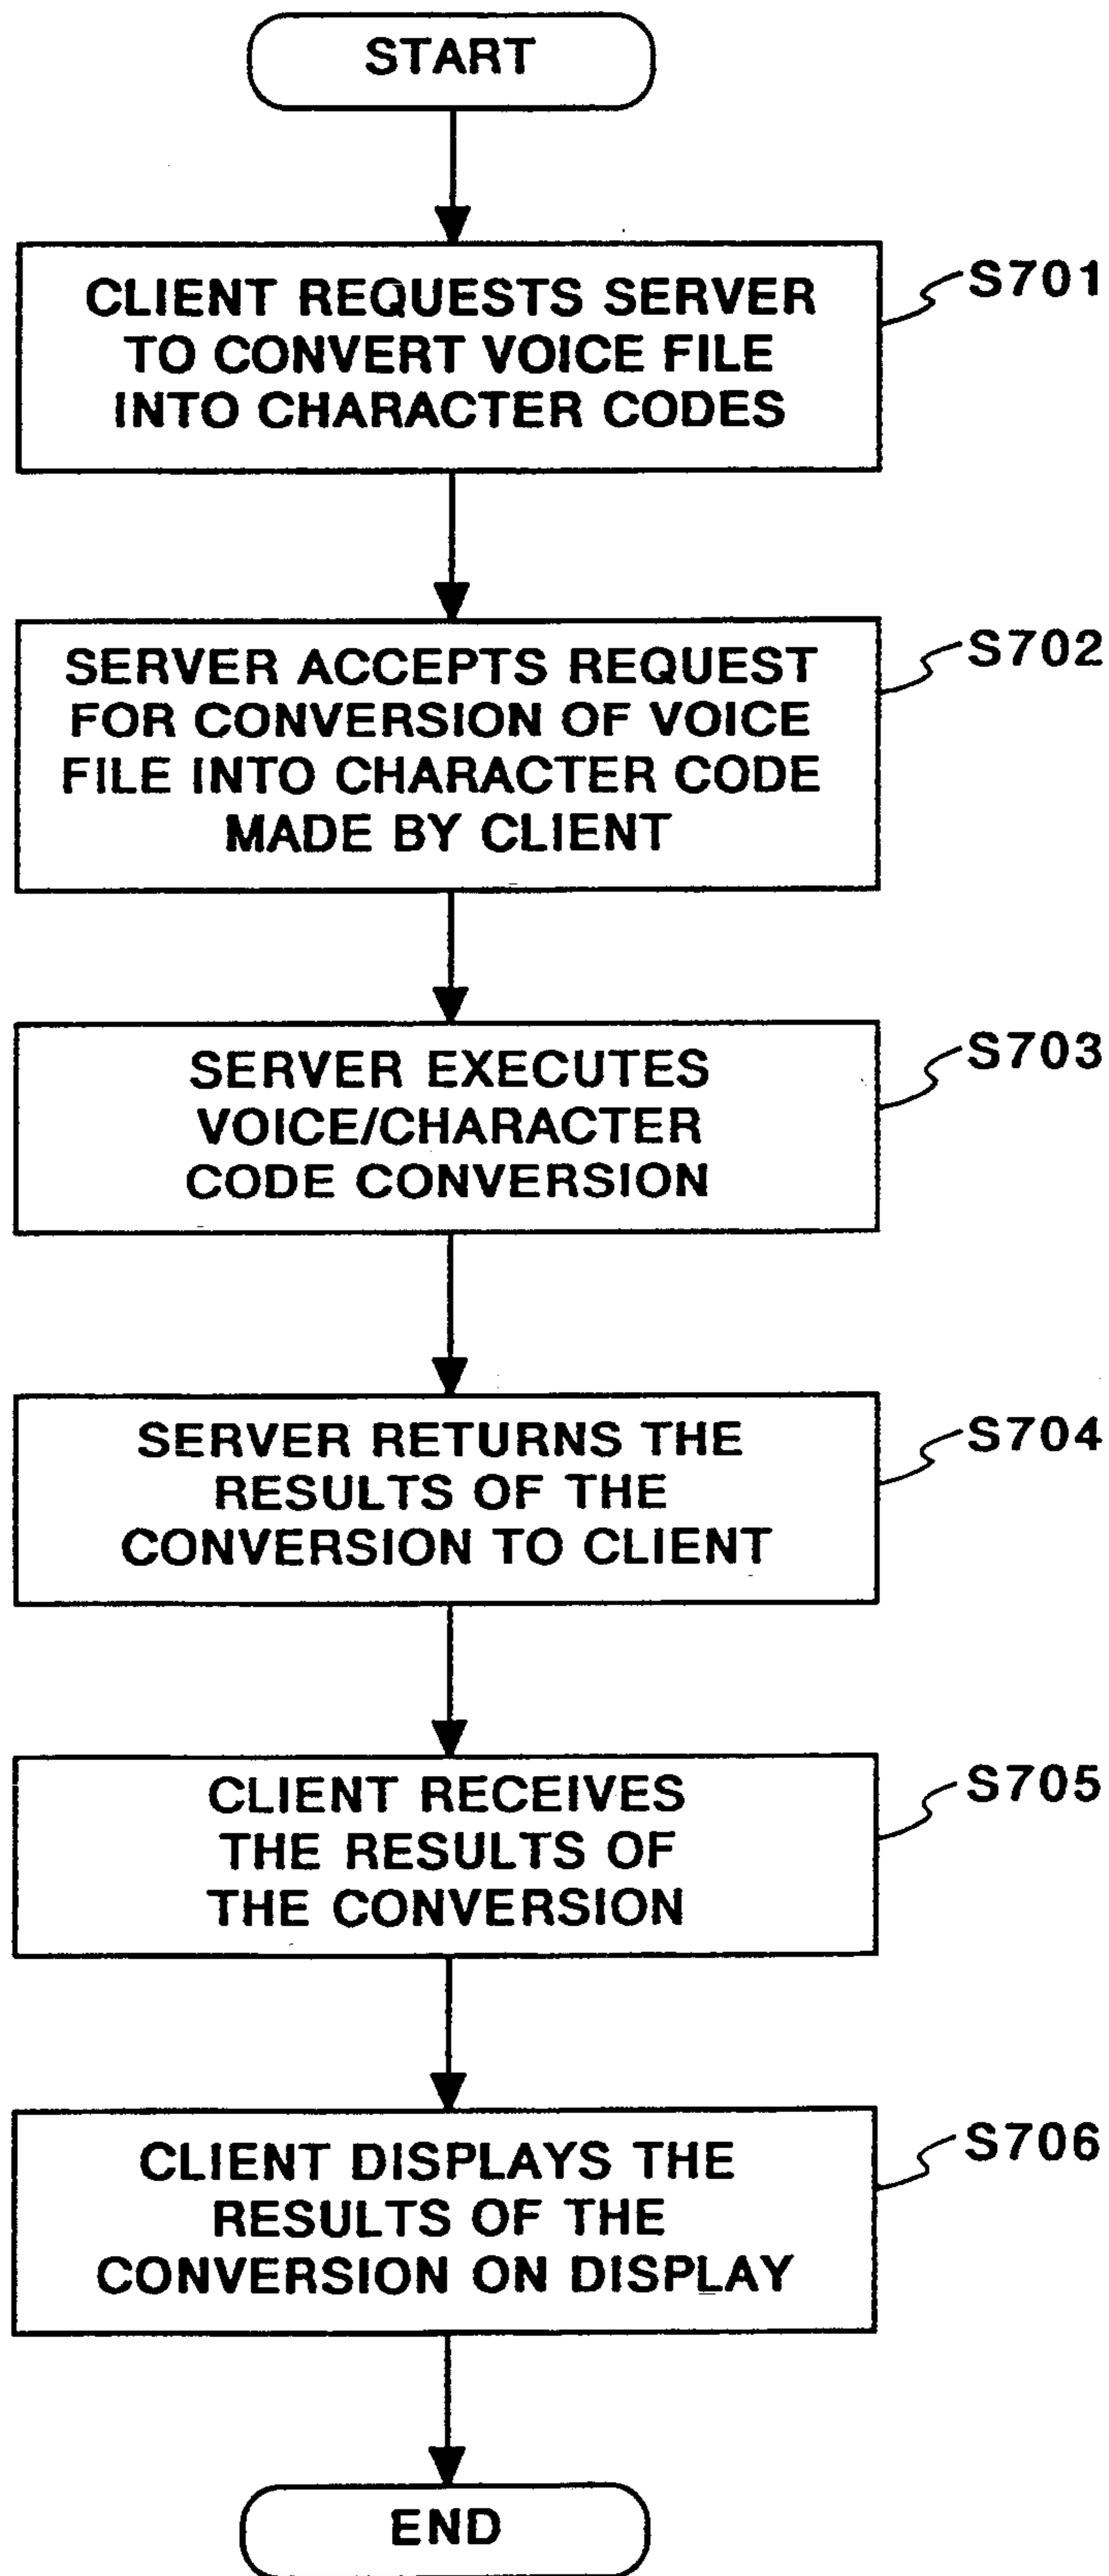 START
CLIENT REQUESTS SERVER
TO CONVERT VOICE FILE
INTO CHARACTER CODES
S701
SERVER ACCEPTS REQUEST
FOR CONVERSION OF VOICE
FILE INTO CHARACTER CODE
MADE BY CLIENT
S702
SERVER EXECUTES
VOICE/CHARACTER
CODE CONVERSION
S703
SERVER RETURNS THE
RESULTS OF THE
CONVERSION TO CLIENT
S704
CLIENT RECEIVES
THE RESULTS OF
THE CONVERSION
S705
CLIENT DISPLAYS THE
RESULTS OF THE
CONVERSION ON DISPLAY
S706
END